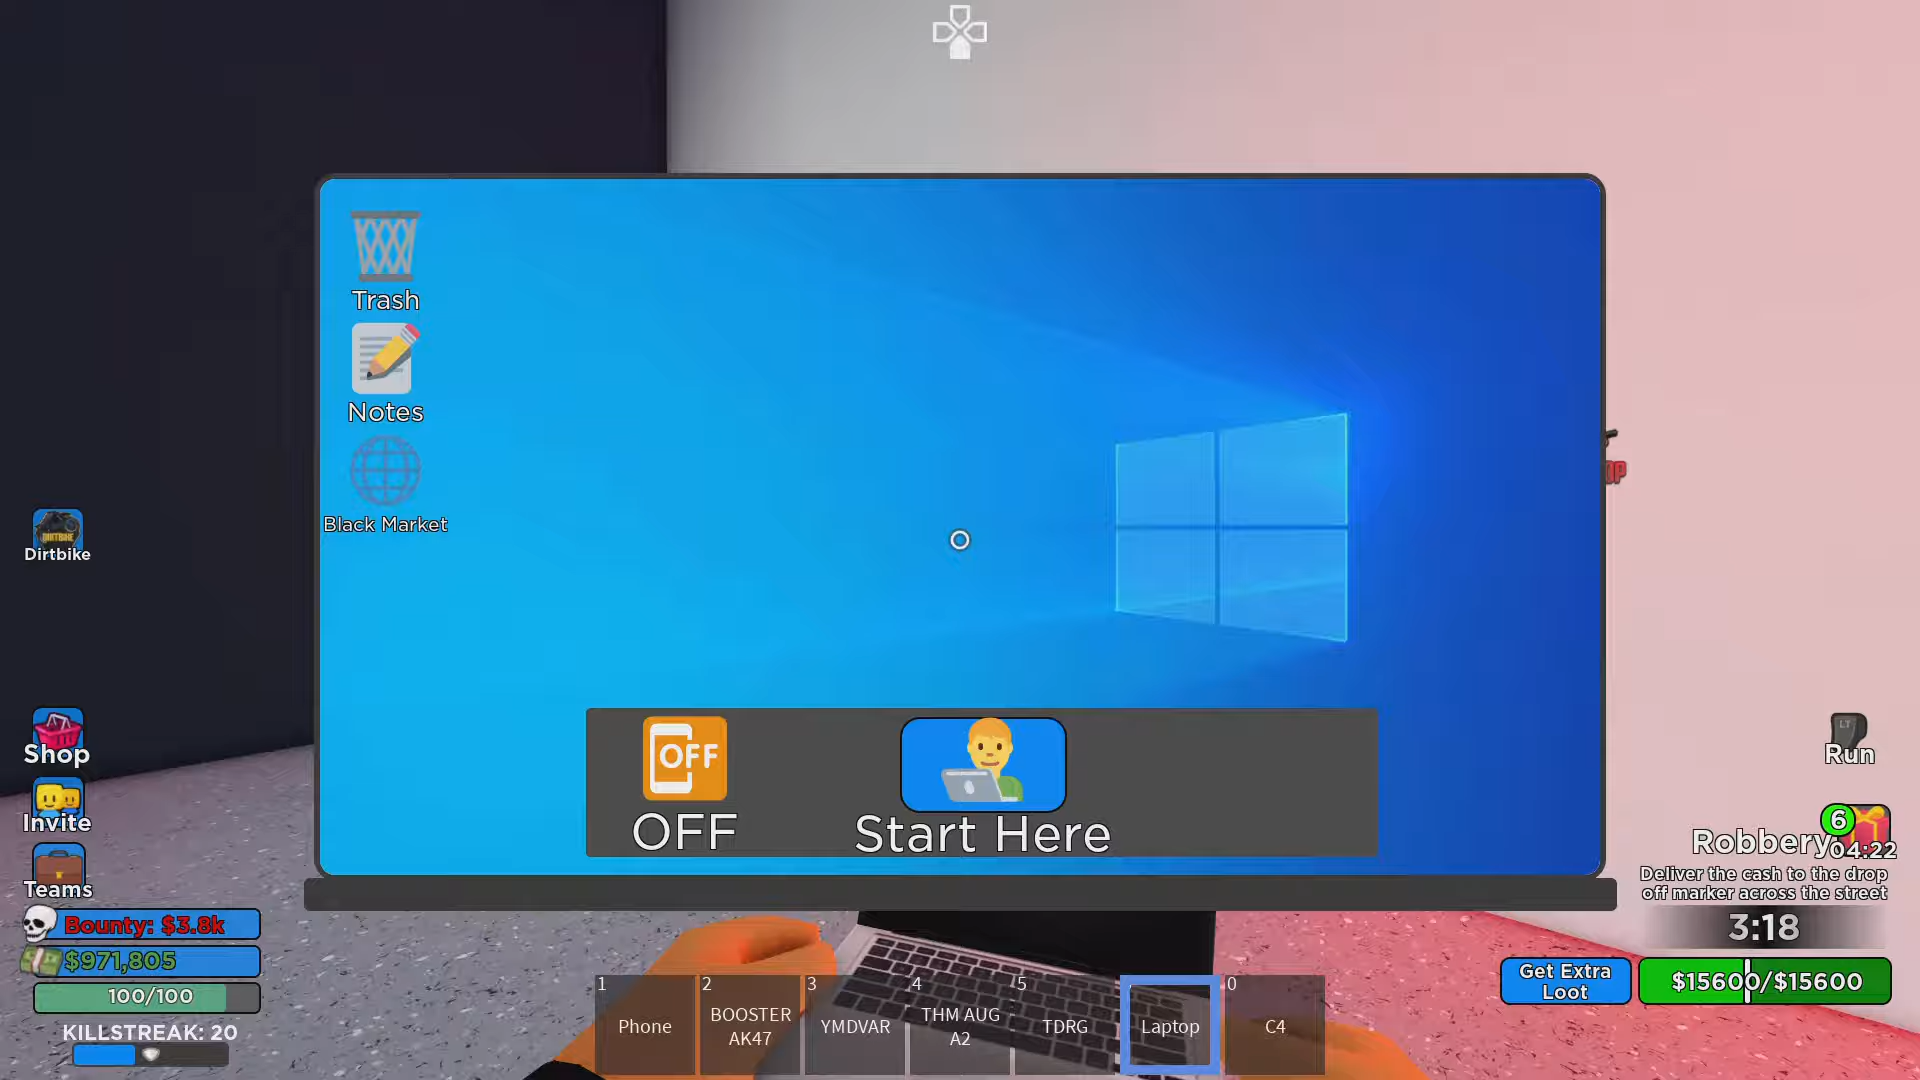 Trash
Notes
Black Market
OFF
OFF
Start Here
DIRTBIKE
Dirtbike
Shop
Invite
Teams
Bounty: $3.8k
$971,805
100/100
KILLSTREAK: 20
1
Phone
2
BOOSTER
AK47
3
YMDVAR
4
THM AUG
A2
5
TDRG
Laptop
0
C4
LT
Run
6
04:22
Robbery
Deliver the cash to the drop
off marker across the street
3:18
Get Extra
Loot
$15600/$15600